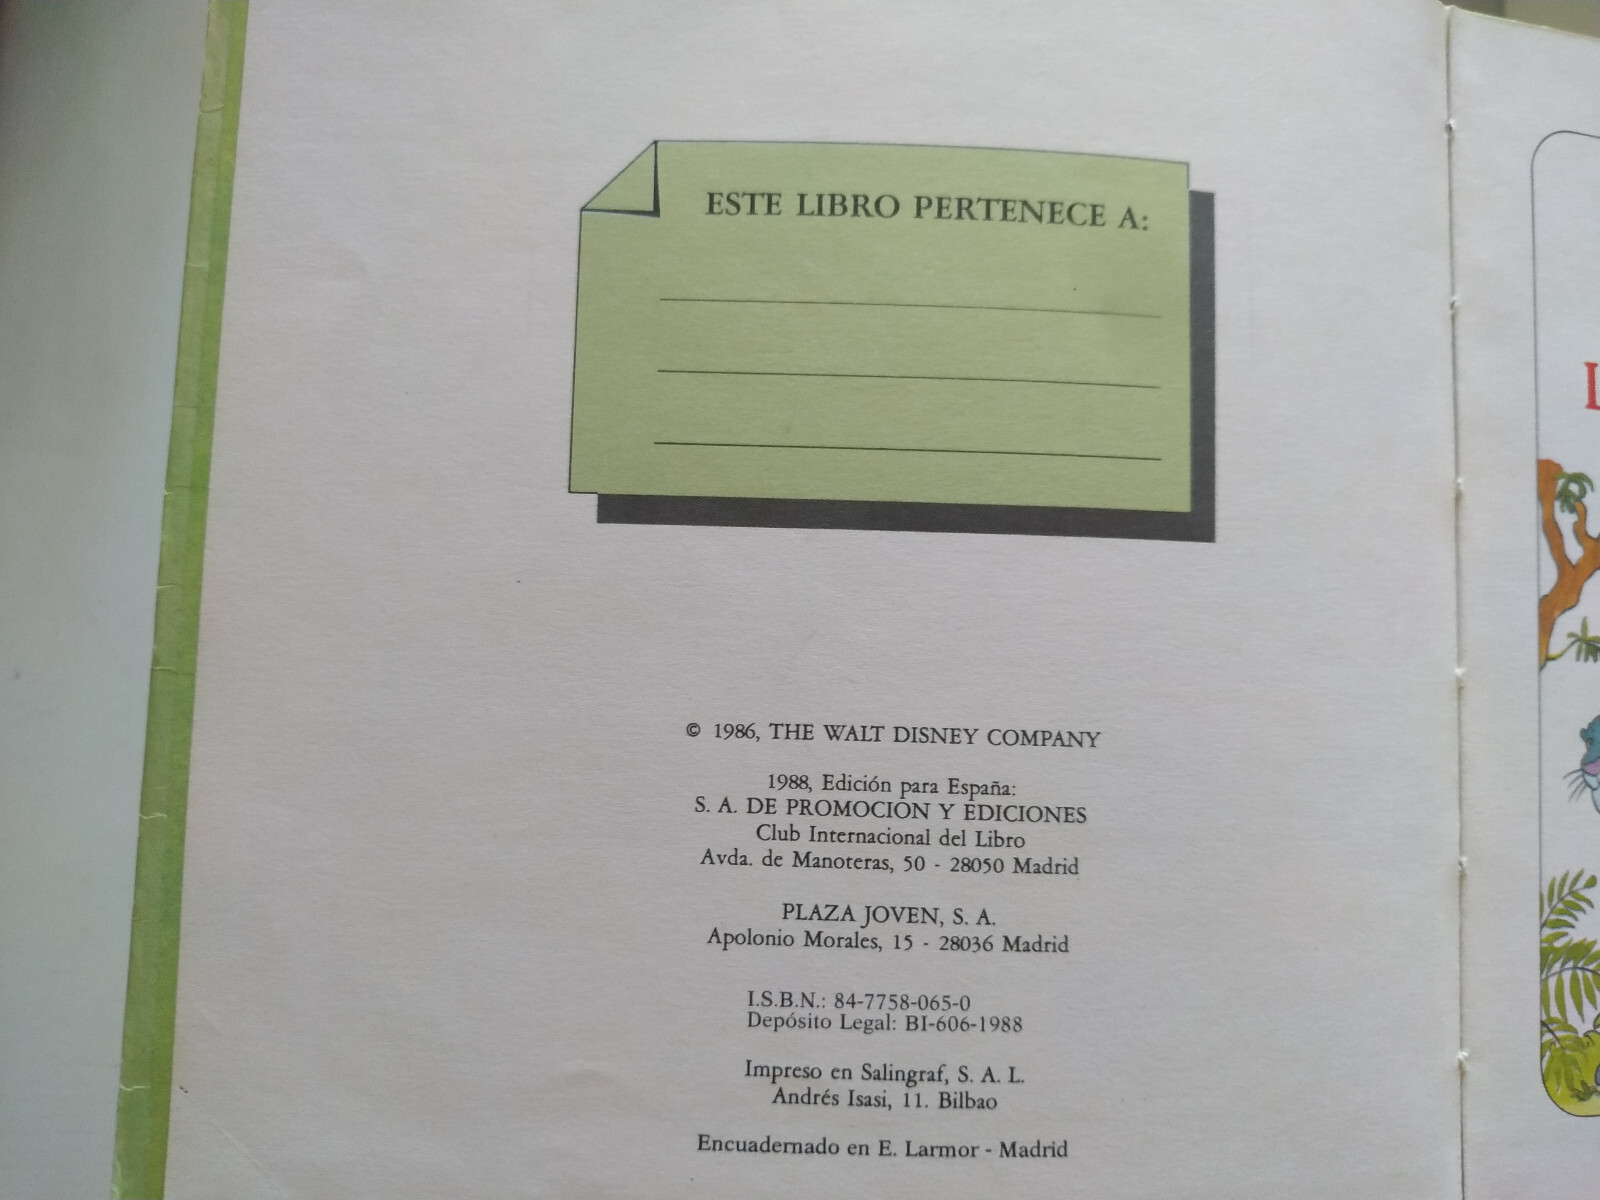 ESTE LIBRO PERTENECE A:
© 1986, THE WALT DISNEY COMPANY
1988, Edición para España:
S. A. DE PROMOCION Y EDICIONES
Club Internacional del Libro
Avda. de Manoteras, 50 - 28050 Madrid
PLAZA JOVEN, S. A.
Apolonio Morales, 15 - 28036 Madrid
I.S.B.N.: 84-7758-065-0
Depósito Legal: BI-606-1988
Impreso en Salingraf, S. A. L.
Andrés Isasi, 11. Bilbao
Encuadernado en E. Larmor - Madrid